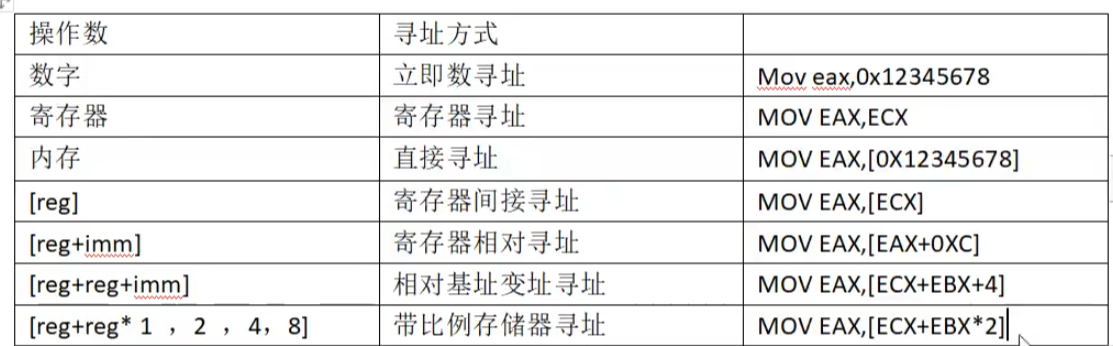 操作数 寻址方式
数字 立即数寻址 Mov eax,0x12345678
寄存器 寄存器寻址 MOV EAX,ECX
内存 直接寻址 MOV EAX,[0X12345678]
[reg] 寄存器间接寻址 MOV EAX,[ECX]
[reg+imm] 寄存器相对寻址 MOV EAX,[EAX+0XC]
[reg+reg+imm] 相对基址变址寻址 MOV EAX,[ECX+EBX+4]
[reg+reg* 1 ，2 ，4，8] 带比例存储器寻址 MOV EAX,[ECX+EBX*2]